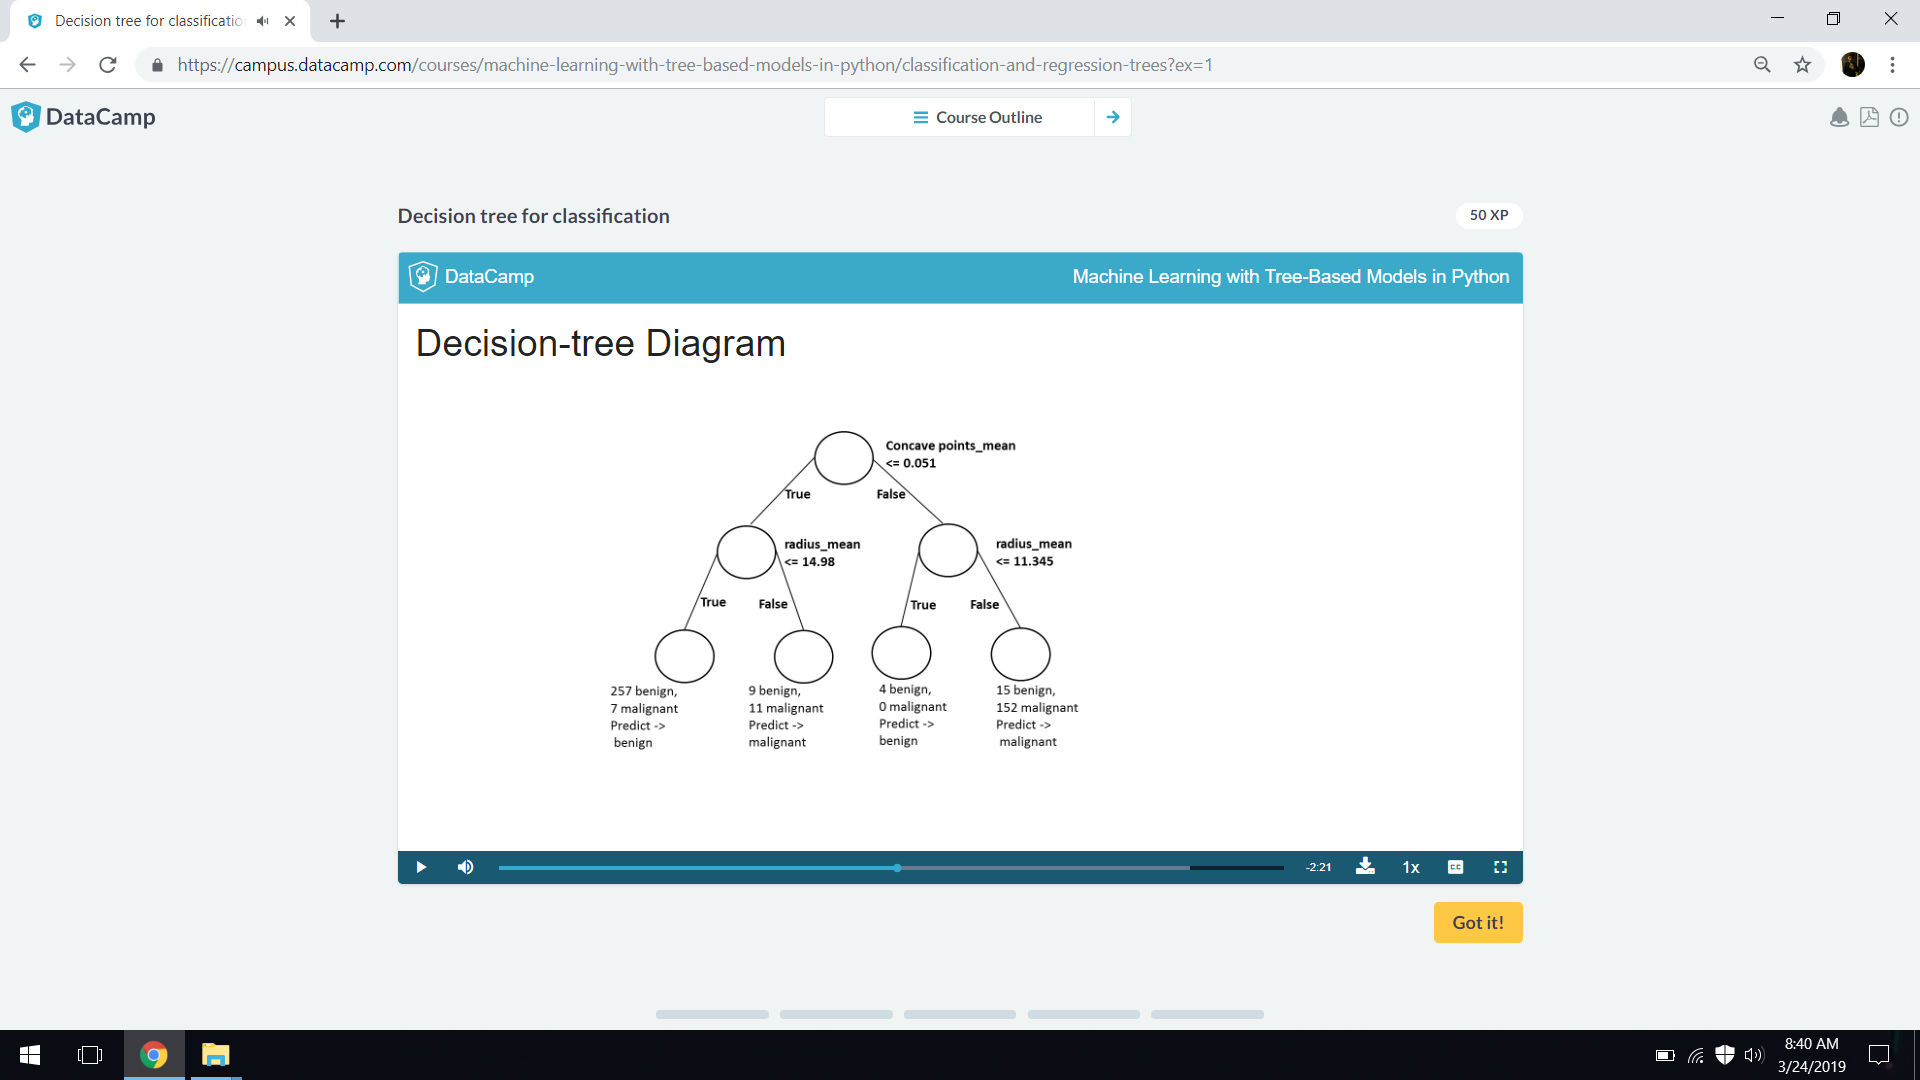 Decision tree for classificatio
https://campus.datacamp.com/courses/machine-learning-with-tree-based-models-in-python/classification-and-regression-trees?ex=1
DataCamp
Course Outline
Decision tree for classification
50 XP
DataCamp
Machine Learning with Tree-Based Models in Python
Decision-tree Diagram
Concave points_mean
<= 0.051
True
False
radius_mean
<= 14.98
radius_mean
<= 11.345
True
False
True
False
257 benign,
7 malignant
Predict ->
benign
9 benign,
11 malignant
Predict ->
malignant
4 benign,
0 malignant
Predict ->
benign
15 benign,
152 malignant
Predict ->
malignant
-2:21
1x
CC
Got it!
8:40 AM
3/24/2019